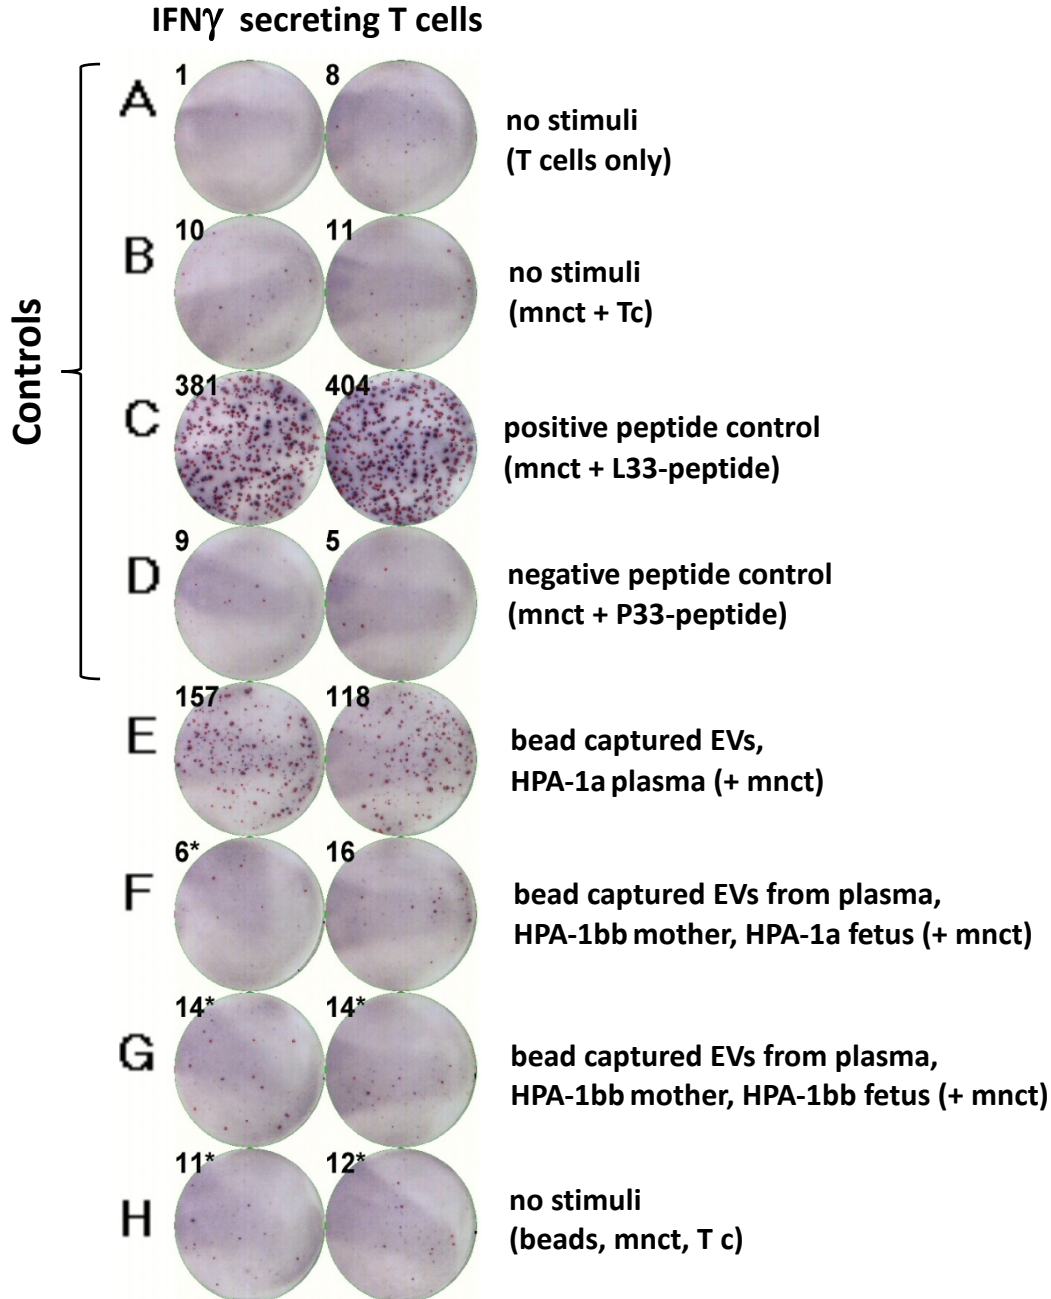 IFNγ secreting T cells
Controls
A
1
8
no stimuli
(T cells only)
B
10
11
no stimuli
(mnct + Tc)
C
381
404
positive peptide control
(mnct + L33-peptide)
D
9
5
negative peptide control
(mnct + P33-peptide)
E
157
118
bead captured EVs,
HPA-1a plasma (+ mnct)
F
6*
16
bead captured EVs from plasma,
HPA-1bb mother, HPA-1a fetus (+ mnct)
G
14*
14*
bead captured EVs from plasma,
HPA-1bb mother, HPA-1bb fetus (+ mnct)
H
11*
12*
no stimuli
(beads, mnct, T c)